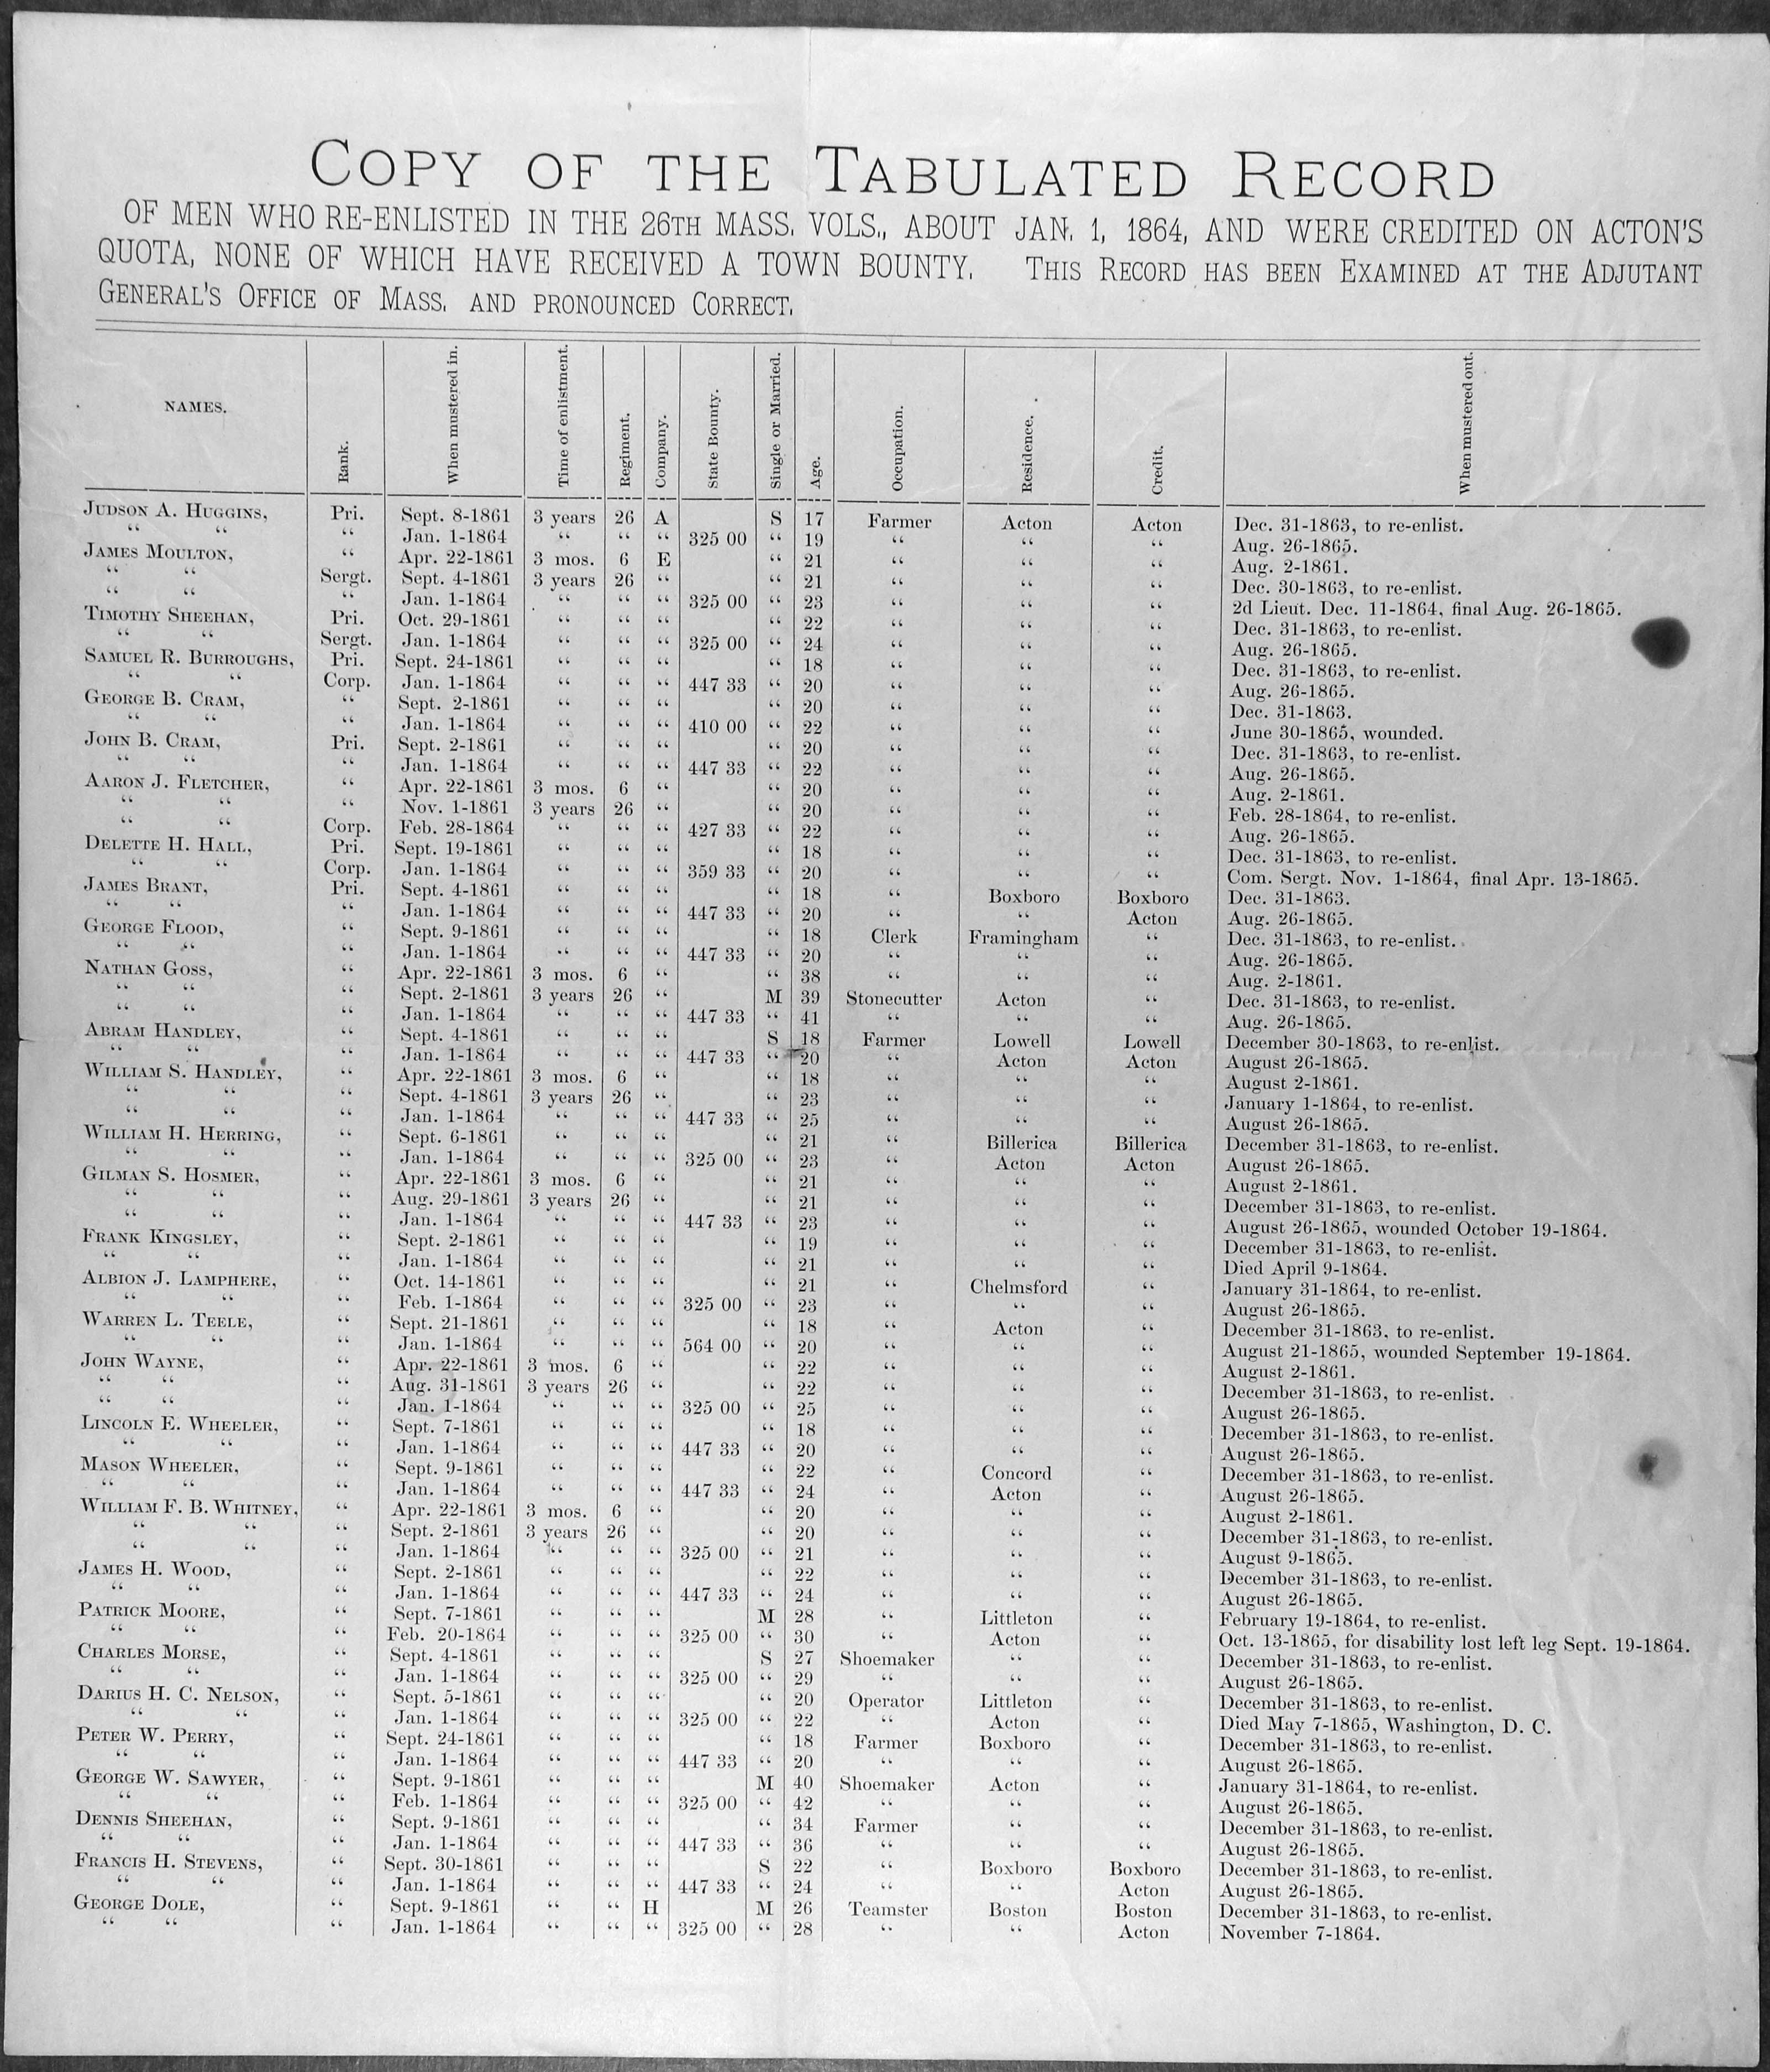 COPY OF THE TABULATED RECORD
OF MEN WHO RE-ENLISTED IN THE 26TH MASS. VOLS., ABOUT JAN. 1, 1864, AND WERE CREDITED ON ACTON'S
QUOTA, NONE OF WHICH HAVE RECEIVED A TOWN BOUNTY. THIS RECORD HAS BEEN EXAMINED AT THE ADJUTANT
GENERAL'S OFFICE OF MASS. AND PRONOUNCED CORRECT.
NAMES. Rank. When mustered in. Time of enlistment. Regiment. Company. State Bounty. Single or Married. Age. Occupation. Residence. Credit. When mustered out.
JUDSON A. HUGGINS, Pri. Sept. 8-1861 3 years 26 A S 17 Farmer Acton Acton Dec. 31-1863, to re-enlist.
“ “ “ Jan. 1-1864 “ “ “ 325 00 “ 19 “ “ “ Aug. 26-1865.
JAMES MOULTON, “ Apr. 22-1861 3 mos. 6 E “ 21 “ “ “ Aug. 2-1861.
“ “ Sergt. Sept. 4-1861 3 years 26 “ “ 21 “ “ “ Dec. 30-1863, to re-enlist.
“ “ “ Jan. 1-1864 “ “ “ 325 00 “ 23 “ “ “ 2d Lieut. Dec. 11-1864, final Aug. 26-1865.
TIMOTHY SHEEHAN, Pri. Oct. 29-1861 “ “ “ “ 22 “ “ “ Dec. 31-1863, to re-enlist.
“ “ Sergt. Jan. 1-1864 “ “ “ 325 00 “ 24 “ “ “ Aug. 26-1865.
SAMUEL R. BURROUGHS, Pri. Sept. 24-1861 “ “ “ “ 18 “ “ “ Dec. 31-1863, to re-enlist.
“ “ Corp. Jan. 1-1864 “ “ “ 447 33 “ 20 “ “ “ Aug. 26-1865.
GEORGE B. CRAM, “ Sept. 2-1861 “ “ “ “ 20 “ “ “ Dec. 31-1863.
“ “ “ Jan. 1-1864 “ “ “ 410 00 “ 22 “ “ “ June 30-1865, wounded.
JOHN B. CRAM, Pri. Sept. 2-1861 “ “ “ “ 20 “ “ “ Dec. 31-1863, to re-enlist.
“ “ “ Jan. 1-1864 “ “ “ 447 33 “ 22 “ “ “ Aug. 26-1865.
AARON J. FLETCHER, “ Apr. 22-1861 3 mos. 6 “ “ 20 “ “ “ Aug. 2-1861.
“ “ “ Nov. 1-1861 3 years 26 “ “ 20 “ “ “ Feb. 28-1864, to re-enlist.
“ “ Corp. Feb. 28-1864 “ “ “ 427 33 “ 22 “ “ “ Aug. 26-1865.
DELETTE H. HALL, Pri. Sept. 19-1861 “ “ “ “ 18 “ “ “ Dec. 31-1863, to re-enlist.
“ “ Corp. Jan. 1-1864 “ “ “ 359 33 “ 20 “ “ “ Com. Sergt. Nov. 1-1864, final Apr. 13-1865.
JAMES BRANT, Pri. Sept. 4-1861 “ “ “ “ 18 “ Boxboro Boxboro Dec. 31-1863.
“ “ “ Jan. 1-1864 “ “ “ 447 33 “ 20 “ “ Acton Aug. 26-1865.
GEORGE FLOOD, “ Sept. 9-1861 “ “ “ “ 18 Clerk Framingham “ Dec. 31-1863, to re-enlist.
“ “ “ Jan. 1-1864 “ “ “ 447 33 “ 20 “ “ “ Aug. 26-1865.
NATHAN GOSS, “ Apr. 22-1861 3 mos. 6 “ “ 38 “ “ “ Aug. 2-1861.
“ “ “ Sept. 2-1861 3 years 26 “ M 39 Stonecutter Acton “ Dec. 31-1863, to re-enlist.
“ “ “ Jan. 1-1864 “ “ “ 447 33 “ 41 “ “ “ Aug. 26-1865.
ABRAM HANDLEY, “ Sept. 4-1861 “ “ “ S 18 Farmer Lowell Lowell December 30-1863, to re-enlist.
“ “ “ Jan. 1-1864 “ “ “ 447 33 “ 20 “ Acton Acton August 26-1865.
WILLIAM S. HANDLEY, “ Apr. 22-1861 3 mos. 6 “ “ 18 “ “ “ August 2-1861.
“ “ “ Sept. 4-1861 3 years 26 “ “ 23 “ “ “ January 1-1864, to re-enlist.
“ “ “ Jan. 1-1864 “ “ “ 447 33 “ 25 “ “ “ August 26-1865.
WILLIAM H. HERRING, “ Sept. 6-1861 “ “ “ “ 21 “ Billerica Billerica December 31-1863, to re-enlist.
“ “ “ Jan. 1-1864 “ “ “ 325 00 “ 23 “ Acton Acton August 26-1865.
GILMAN S. HOSMER, “ Apr. 22-1861 3 mos. 6 “ “ 21 “ “ “ August 2-1861.
“ “ “ Aug. 29-1861 3 years 26 “ “ 21 “ “ “ December 31-1863, to re-enlist.
“ “ “ Jan. 1-1864 “ “ “ 447 33 “ 23 “ “ “ August 26-1865, wounded October 19-1864.
FRANK KINGSLEY, “ Sept. 2-1861 “ “ “ “ 19 “ “ “ December 31-1863, to re-enlist.
“ “ “ Jan. 1-1864 “ “ “ “ 21 “ “ “ Died April 9-1864.
ALBION J. LAMPHERE, “ Oct. 14-1861 “ “ “ “ 21 “ Chelmsford “ January 31-1864, to re-enlist.
“ “ “ Feb. 1-1864 “ “ “ 325 00 “ 23 “ “ “ August 26-1865.
WARREN L. TEELE, “ Sept. 21-1861 “ “ “ “ 18 “ Acton “ December 31-1863, to re-enlist.
“ “ “ Jan. 1-1864 “ “ “ 564 00 “ 20 “ “ “ August 21-1865, wounded September 19-1864.
JOHN WAYNE, “ Apr. 22-1861 3 mos. 6 “ “ 22 “ “ “ August 2-1861.
“ “ “ Aug. 31-1861 3 years 26 “ “ 22 “ “ “ December 31-1863, to re-enlist.
“ “ “ Jan. 1-1864 “ “ “ 325 00 “ 25 “ “ “ August 26-1865.
LINCOLN E. WHEELER, “ Sept. 7-1861 “ “ “ “ 18 “ “ “ December 31-1863, to re-enlist.
“ “ “ Jan. 1-1864 “ “ “ 447 33 “ 20 “ “ “ August 26-1865.
MASON WHEELER, “ Sept. 9-1861 “ “ “ “ 22 “ Concord “ December 31-1863, to re-enlist.
“ “ “ Jan. 1-1864 “ “ “ 447 33 “ 24 “ Acton “ August 26-1865.
WILLIAM F. B. WHITNEY, “ Apr. 22-1861 3 mos. 6 “ “ 20 “ “ “ August 2-1861.
“ “ “ Sept. 2-1861 3 years 26 “ “ 20 “ “ “ December 31-1863, to re-enlist.
“ “ “ Jan. 1-1864 “ “ “ 325 00 “ 21 “ “ “ August 9-1865.
JAMES H. WOOD, “ Sept. 2-1861 “ “ “ “ 22 “ “ “ December 31-1863, to re-enlist.
“ “ “ Jan. 1-1864 “ “ “ 447 33 “ 24 “ “ “ August 26-1865.
PATRICK MOORE, “ Sept. 7-1861 “ “ “ M 28 “ Littleton “ February 19-1864, to re-enlist.
“ “ “ Feb. 20-1864 “ “ “ 325 00 “ 30 “ Acton “ Oct. 13-1865, for disability lost left leg Sept. 19-1864.
CHARLES MORSE, “ Sept. 4-1861 “ “ “ S 27 Shoemaker “ “ December 31-1863, to re-enlist.
“ “ “ Jan. 1-1864 “ “ “ 325 00 “ 29 “ “ “ August 26-1865.
DARIUS H. C. NELSON, “ Sept. 5-1861 “ “ “ “ 20 Operator Littleton “ December 31-1863, to re-enlist.
“ “ “ Jan. 1-1864 “ “ “ 325 00 “ 22 “ Acton “ Died May 7-1865, Washington, D. C.
PETER W. PERRY, “ Sept. 24-1861 “ “ “ “ 18 Farmer Boxboro “ December 31-1863, to re-enlist.
“ “ “ Jan. 1-1864 “ “ “ 447 33 “ 20 “ “ “ August 26-1865.
GEORGE W. SAWYER, “ Sept. 9-1861 “ “ “ M 40 Shoemaker Acton “ January 31-1864, to re-enlist.
“ “ “ Feb. 1-1864 “ “ “ 325 00 “ 42 “ “ “ August 26-1865.
DENNIS SHEEHAN, “ Sept. 9-1861 “ “ “ “ 34 Farmer “ “ December 31-1863, to re-enlist.
“ “ “ Jan. 1-1864 “ “ “ 447 33 “ 36 “ “ “ August 26-1865.
FRANCIS H. STEVENS, “ Sept. 30-1861 “ “ “ S 22 “ Boxboro Boxboro December 31-1863, to re-enlist.
“ “ “ Jan. 1-1864 “ “ “ 447 33 “ 24 “ “ Acton August 26-1865.
GEORGE DOLE, “ Sept. 9-1861 “ “ H M 26 Teamster Boston Boston December 31-1863, to re-enlist.
“ “ “ Jan. 1-1864 “ “ “ 325 00 “ 28 “ “ Acton November 7-1864.